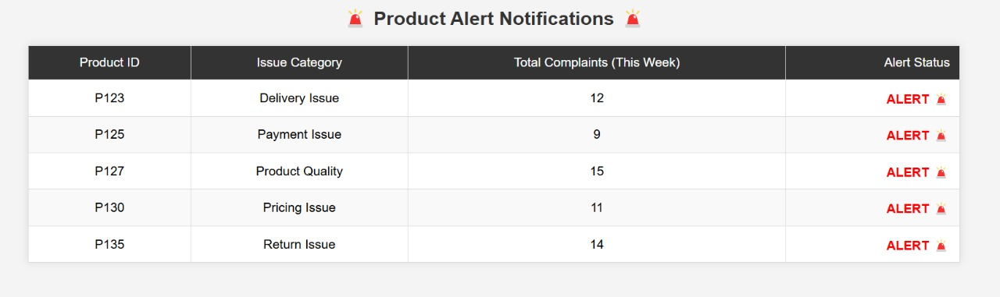 🚨 Product Alert Notifications 🚨
Product ID Issue Category Total Complaints (This Week) Alert Status
P123 Delivery Issue 12 ALERT 🚨
P125 Payment Issue 9 ALERT 🚨
P127 Product Quality 15 ALERT 🚨
P130 Pricing Issue 11 ALERT 🚨
P135 Return Issue 14 ALERT 🚨